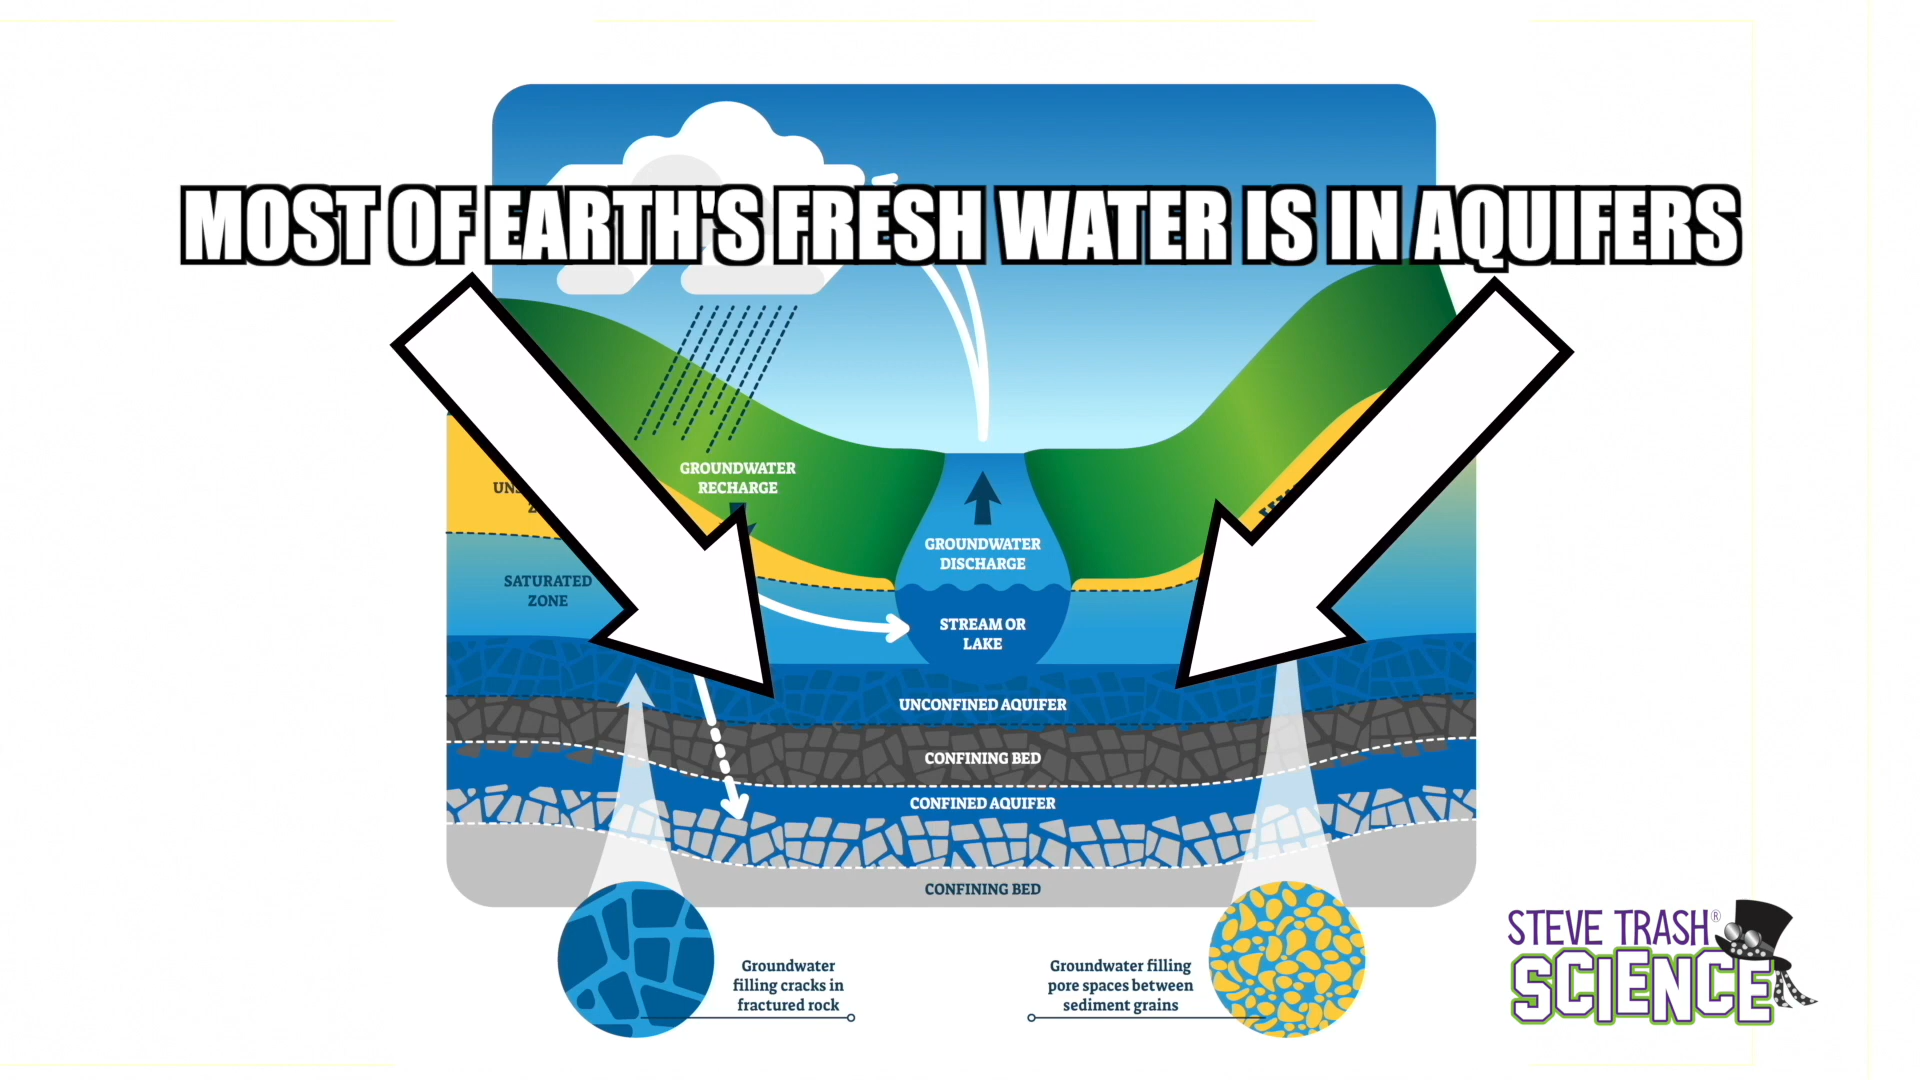 MOST OF EARTH'S FRESH WATER IS IN AQUIFERS
GROUNDWATER
RECHARGE
SATURATED
ZONE
GROUNDWATER
DISCHARGE
STREAM OR
LAKE
UNCONFINED AQUIFER
CONFINING BED
CONFINED AQUIFER
CONFINING BED
Groundwater
filling cracks in
fractured rock
Groundwater filling
pore spaces between
sediment grains
STEVE TRASH®
SCIENCE